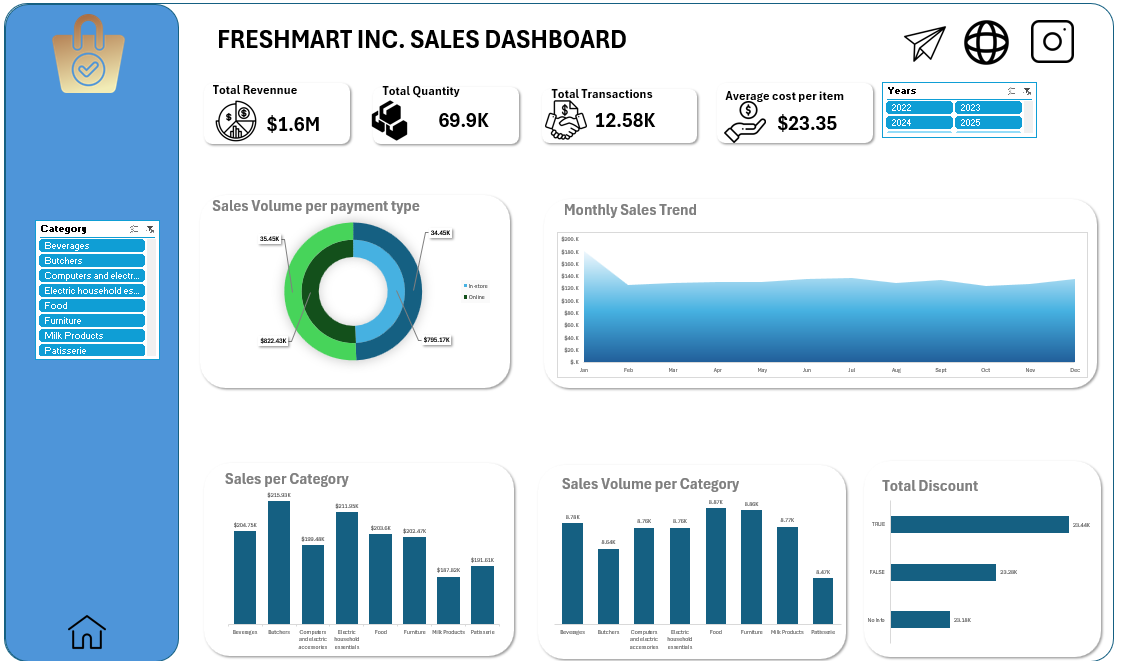 FRESHMART INC. SALES DASHBOARD
Total Revennue
$1.6M
Total Quantity
69.9K
Total Transactions
12.58K
Average cost per item
$23.35
Years
2022
2023
2024
2025
Category
Beverages
Butchers
Computers and electr...
Electric household es...
Food
Furniture
Milk Products
Patisserie
Sales Volume per payment type
35.45K
34.45K
$822.43K
$795.17K
In-store
Online
Monthly Sales Trend
$200.K
$180.K
$160.K
$140.K
$120.K
$100.K
$80.K
$60.K
$40.K
$20.K
$.K
Jan
Feb
Mar
Apr
May
Jun
Jul
Aug
Sept
Oct
Nov
Dec
Sales per Category
$204.75K
$215.93K
$199.48K
$211.95K
$203.6K
$202.47K
$187.82K
$191.61K
Beverages
Butchers
Computers
and electric
accessories
Electric
household
essentials
Food
Furniture
Milk Products
Patisserie
Sales Volume per Category
8.78K
8.64K
8.76K
8.76K
8.87K
8.86K
8.77K
8.47K
Beverages
Butchers
Computers
and electric
accessories
Electric
household
essentials
Food
Furniture
Milk Products
Patisserie
Total Discount
TRUE
23.44K
FALSE
23.28K
No Info
23.18K